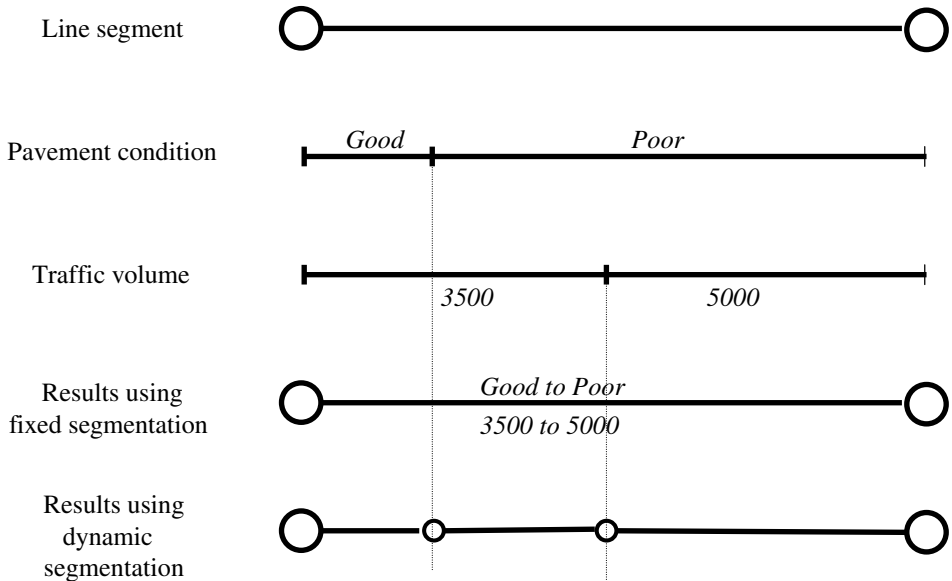 Line segment
Pavement condition
Good
Poor
Traffic volume
3500
5000
Results using
fixed segmentation
Good to Poor
3500 to 5000
Results using
dynamic
segmentation